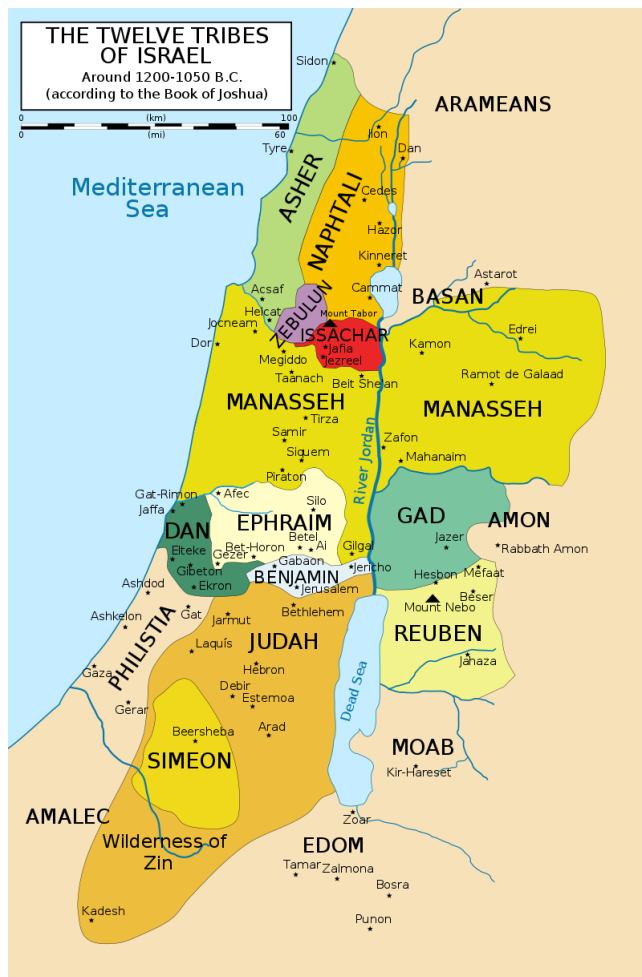 THE TWELVE TRIBES
OF ISRAEL
Around 1200-1050 B.C.
(according to the Book of Joshua)
0 (km) 100
0 (mi) 60
Sidon
ARAMEANS
Ijon
Tyre
Dan
ASHER
Mediterranean
Sea
Cedes
NAPHTALI
Hazor
Kinneret
Astarot
Acsaf
Cammat
BASAN
Helcat
ZEBULUN
Mount Tabor
Jocneam
ISSACHAR
Edrei
Dor
Jafia
Kamon
Megiddo
Jezreel
Taanach
Beit Shelan
Ramot de Galaad
MANASSEH
MANASSEH
Tirza
River Jordan
Samir
Zafon
Siquem
Mahanaim
Piraton
Gat-Rimon
Afec
Jaffa
Silo
GAD
AMON
DAN
EPHRAIM
Betel
Jazer
Elteke
Bet-Horon
Ai
Gilgal
Rabbath Amon
Gezer
Gabaon
Jericho
Gibeton
BENJAMIN
Hesbon
Mefaat
Ashdod
Ekron
Jerusalem
Beser
Bethlehem
Mount Nebo
Gat
Jarmut
Ashkelon
PHILISTIA
JUDAH
REUBEN
Laquís
Hebron
Jahaza
Gaza
Debir
Estemoa
Dead Sea
Gerar
Arad
Beersheba
MOAB
SIMEON
Kir-Hareset
AMALEC
Zoar
Wilderness of
Zin
EDOM
Tamar
Zalmona
Bosra
Kadesh
Punon